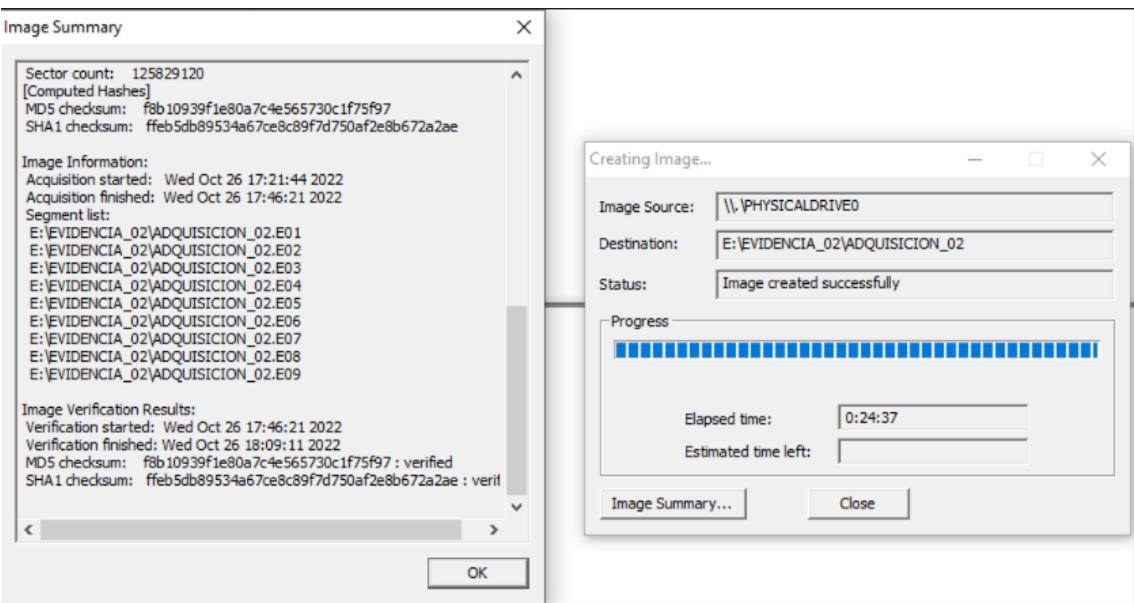 Image Summary
Sector count: 125829120
[Computed Hashes]
MD5 checksum: f8b10939f1e80a7c4e565730c1f75f97
SHA1 checksum: ffeb5db89534a67ce8c89f7d750af2e8b672a2ae
Image Information:
Acquisition started: Wed Oct 26 17:21:44 2022
Acquisition finished: Wed Oct 26 17:46:21 2022
Segment list:
E:\EVIDENCIA_02\ADQUISICION_02.E01
E:\EVIDENCIA_02\ADQUISICION_02.E02
E:\EVIDENCIA_02\ADQUISICION_02.E03
E:\EVIDENCIA_02\ADQUISICION_02.E04
E:\EVIDENCIA_02\ADQUISICION_02.E05
E:\EVIDENCIA_02\ADQUISICION_02.E06
E:\EVIDENCIA_02\ADQUISICION_02.E07
E:\EVIDENCIA_02\ADQUISICION_02.E08
E:\EVIDENCIA_02\ADQUISICION_02.E09
Image Verification Results:
Verification started: Wed Oct 26 17:46:21 2022
Verification finished: Wed Oct 26 18:09:11 2022
MD5 checksum: f8b10939f1e80a7c4e565730c1f75f97 : verified
SHA1 checksum: ffeb5db89534a67ce8c89f7d750af2e8b672a2ae : verif
OK
Creating Image...
Image Source: \\.\PHYSICALDRIVE0
Destination: E:\EVIDENCIA_02\ADQUISICION_02
Status: Image created successfully
Progress
Elapsed time: 0:24:37
Estimated time left:
Image Summary... Close